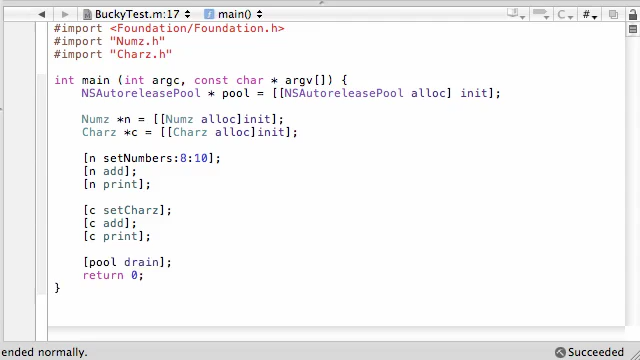 BuckyTest.m:17 main() C #
#import <Foundation/Foundation.h>
#import "Numz.h"
#import "Charz.h"
int main (int argc, const char * argv[]) {
NSAutoreleasePool * pool = [[NSAutoreleasePool alloc] init];
Numz *n = [[Numz alloc]init];
Charz *c = [[Charz alloc]init];
[n setNumbers:8:10];
[n add];
[n print];
[c setCharz];
[c add];
[c print];
[pool drain];
return 0;
}
ended normally. Succeeded